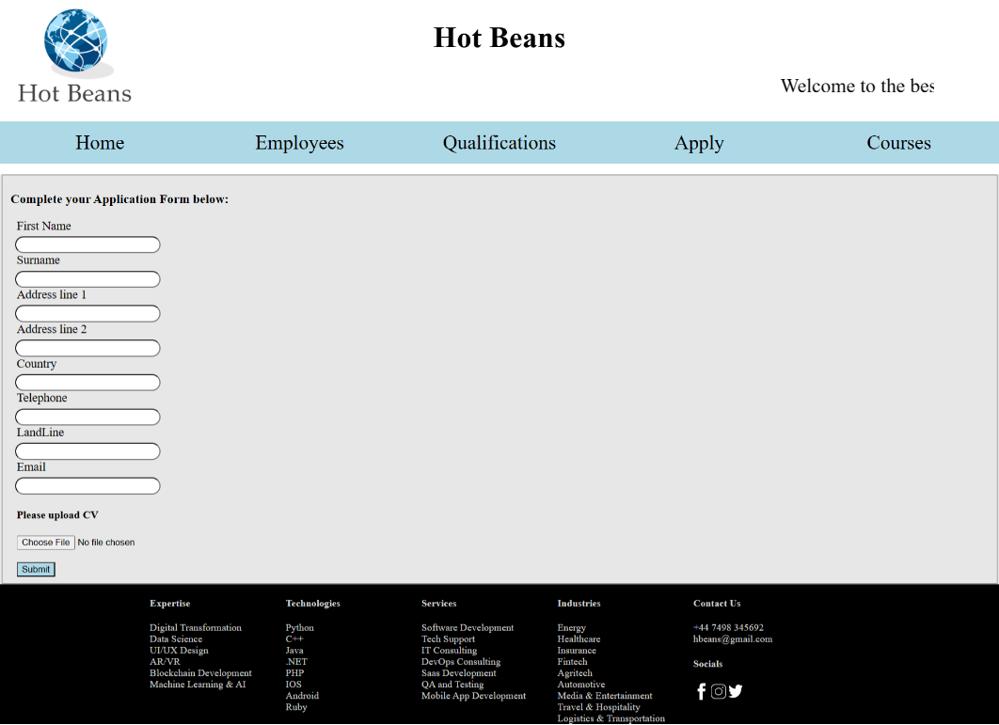 Hot Beans
Hot Beans
Welcome to the bes
Home Employees Qualifications Apply Courses
Complete your Application Form below:
First Name
Surname
Address line 1
Address line 2
Country
Telephone
LandLine
Email
Please upload CV
Choose File No file chosen
Submit
Expertise
Digital Transformation
Data Science
UI/UX Design
AR/VR
Blockchain Development
Machine Learning & AI
Technologies
Python
C++
Java
.NET
PHP
IOS
Android
Ruby
Services
Software Development
Tech Support
IT Consulting
DevOps Consulting
Saas Development
QA and Testing
Mobile App Development
Industries
Energy
Healthcare
Insurance
Fintech
Agritech
Automotive
Media & Entertainment
Travel & Hospitality
Logistics & Transportation
Contact Us
+44 7498 345692
hbeans@gmail.com
Socials